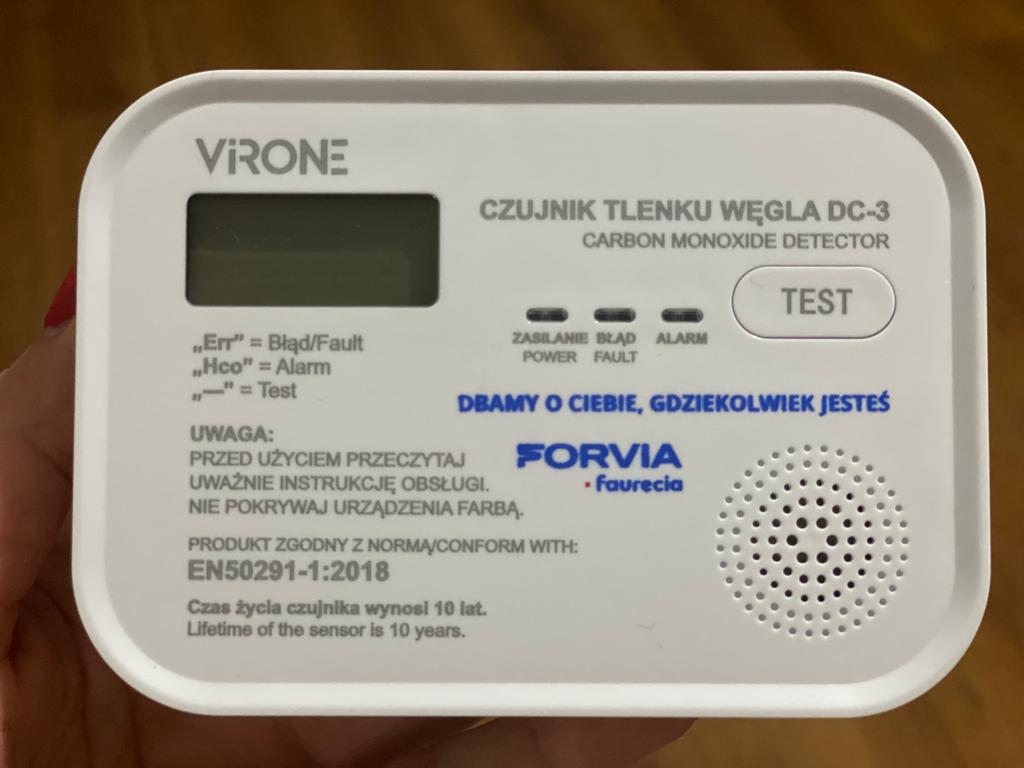 ViRONE
CZUJNIK TLENKU WĘGLA DC-3
CARBON MONOXIDE DETECTOR
TEST
ZASILANIE BŁĄD ALARM
POWER FAULT
„Err” = Błąd/Fault
„Hco” = Alarm
„---” = Test
DBAMY O CIEBIE, GDZIEKOLWIEK JESTEŚ
FORVIA
faurecia
UWAGA:
PRZED UŻYCIEM PRZECZYTAJ
UWAŻNIE INSTRUKCJĘ OBSŁUGI.
NIE POKRYWAJ URZĄDZENIA FARBĄ.
PRODUKT ZGODNY Z NORMĄ/CONFORM WITH:
EN50291-1:2018
Czas życia czujnika wynosi 10 lat.
Lifetime of the sensor is 10 years.